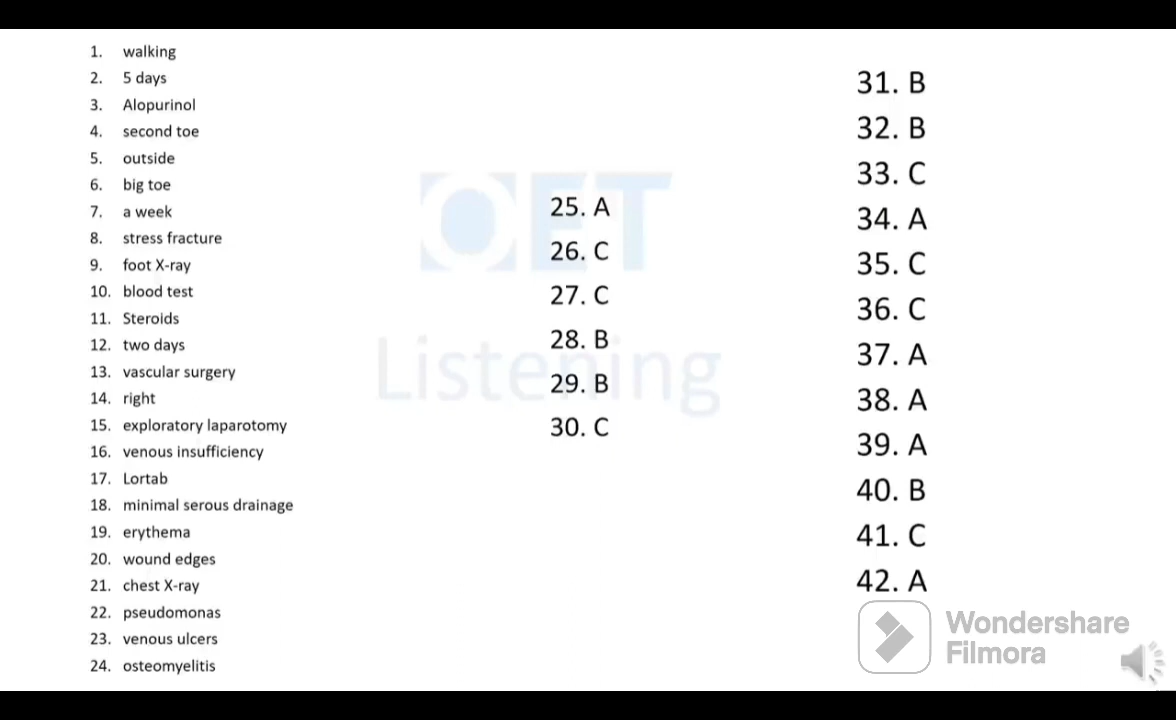 1. walking
2. 5 days
3. Alopurinol
4. second toe
5. outside
6. big toe
7. a week
8. stress fracture
9. foot X-ray
10. blood test
11. Steroids
12. two days
13. vascular surgery
14. right
15. exploratory laparotomy
16. venous insufficiency
17. Lortab
18. minimal serous drainage
19. erythema
20. wound edges
21. chest X-ray
22. pseudomonas
23. venous ulcers
24. osteomyelitis
OET
Listening
25. A
26. C
27. C
28. B
29. B
30. C
31. B
32. B
33. C
34. A
35. C
36. C
37. A
38. A
39. A
40. B
41. C
42. A
Wondershare
Filmora